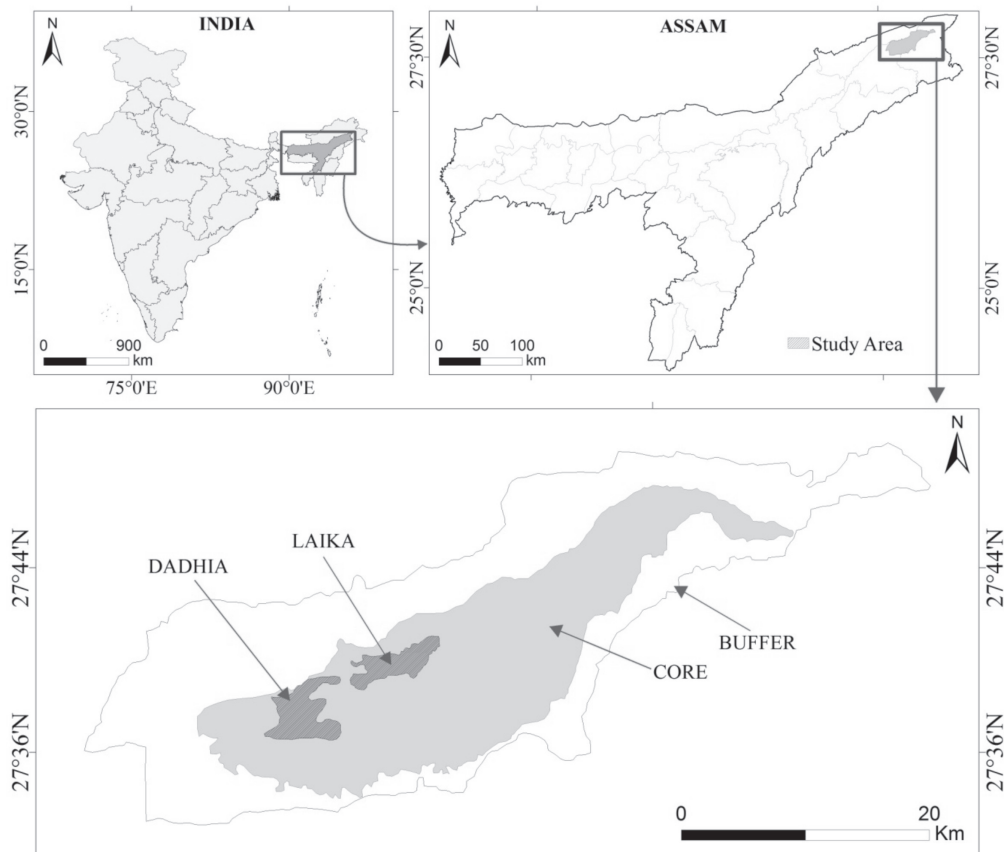 INDIA
N
30°0'N
15°0'N
0 900
km
75°0'E 90°0'E
ASSAM
N
27°30'N
27°30'N
25°0'N
25°0'N
0 50 100
km
Study Area
N
27°44'N
27°44'N
27°36'N
27°36'N
LAIKA
DADHIA
BUFFER
CORE
0 20
Km